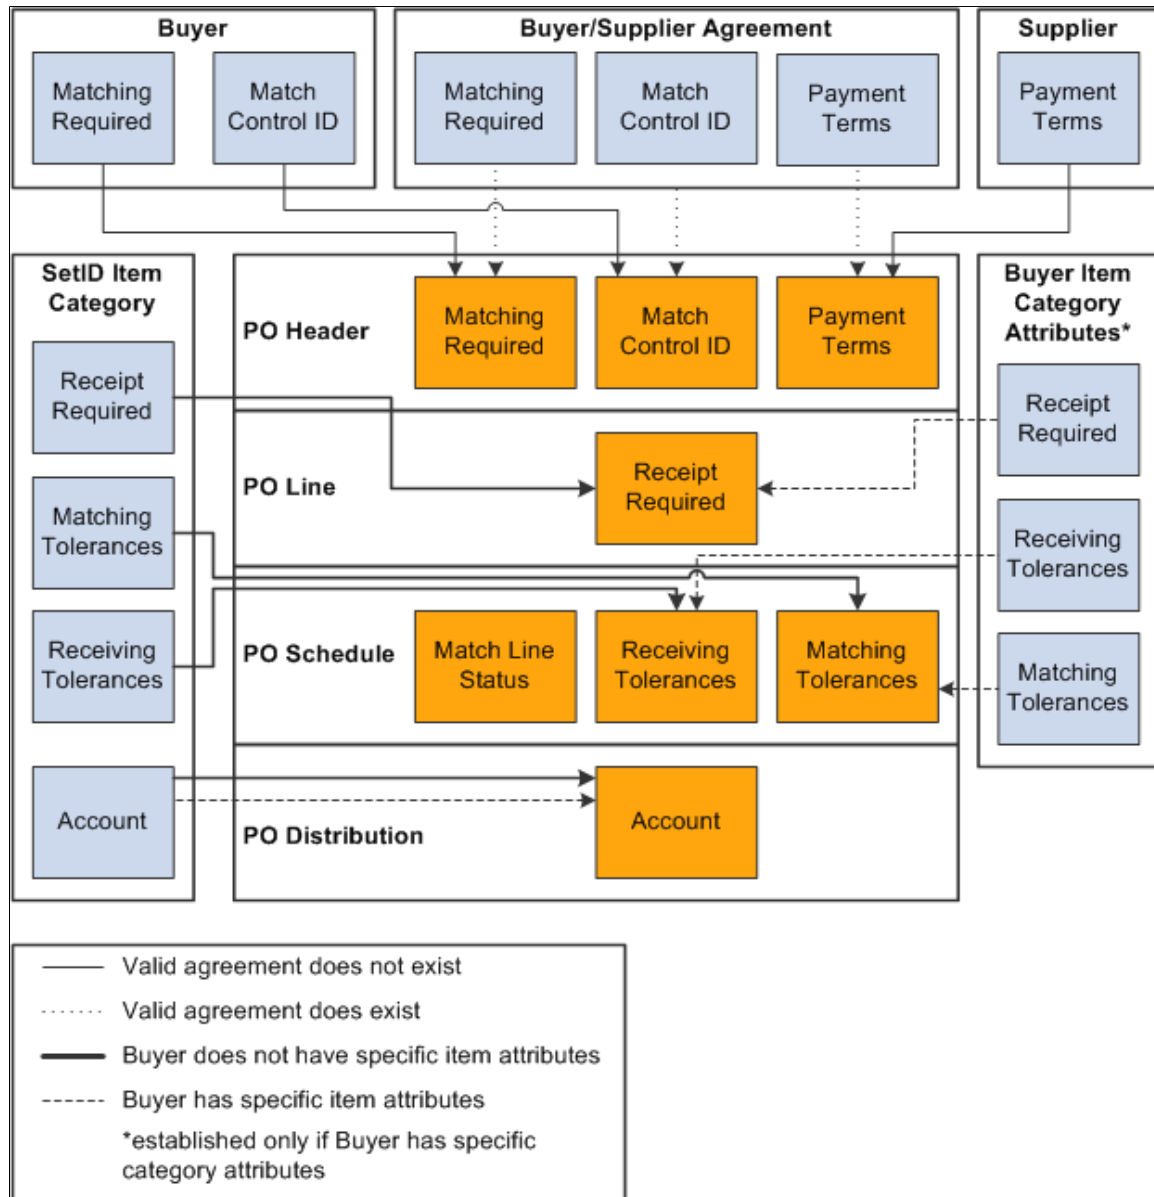 Buyer
Matching
Required
Match
Control ID
Buyer/Supplier Agreement
Matching
Required
Match
Control ID
Payment
Terms
Supplier
Payment
Terms
SetID Item
Category
Receipt
Required
Matching
Tolerances
Receiving
Tolerances
Account
PO Header
Matching
Required
Match
Control ID
Payment
Terms
PO Line
Receipt
Required
PO Schedule
Match Line
Status
Receiving
Tolerances
Matching
Tolerances
PO Distribution
Account
Buyer Item
Category
Attributes*
Receipt
Required
Receiving
Tolerances
Matching
Tolerances
Valid agreement does not exist
Valid agreement does exist
Buyer does not have specific item attributes
Buyer has specific item attributes
*established only if Buyer has specific
category attributes